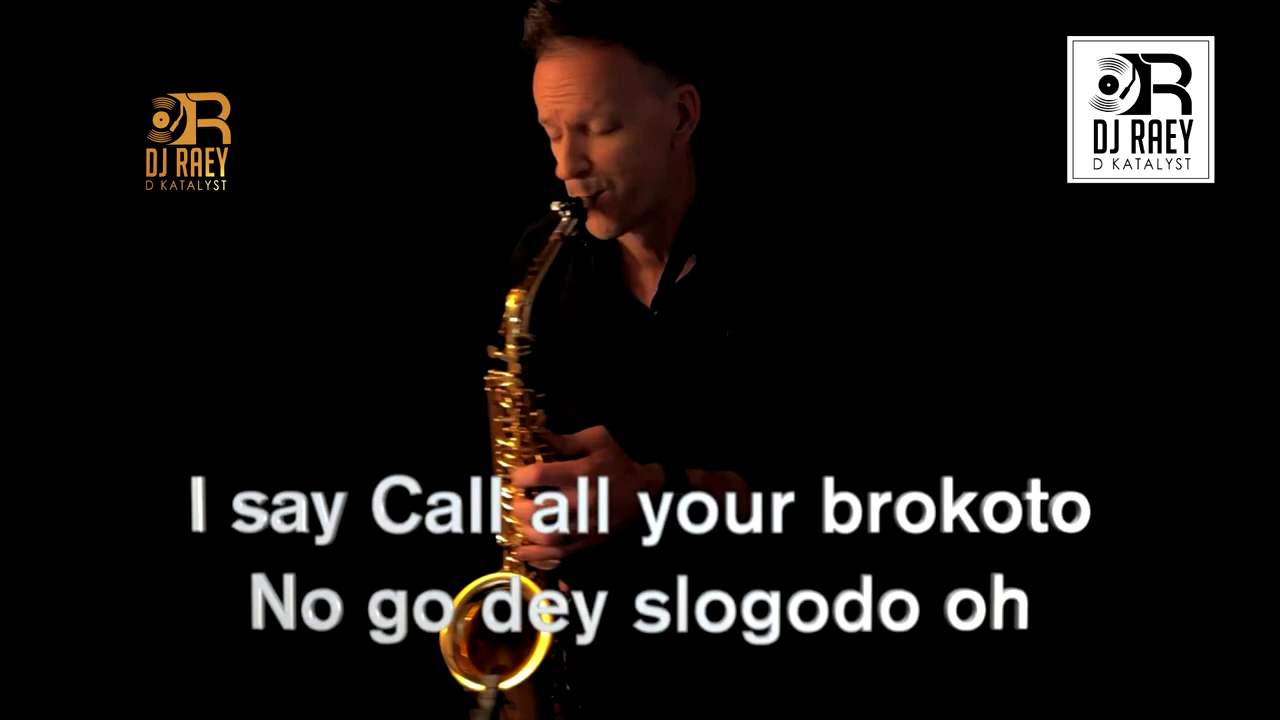 DJ RAEY
D KATALYST
DJ RAEY
D KATALYST
I say Call all your brokoto
No go dey slogodo oh